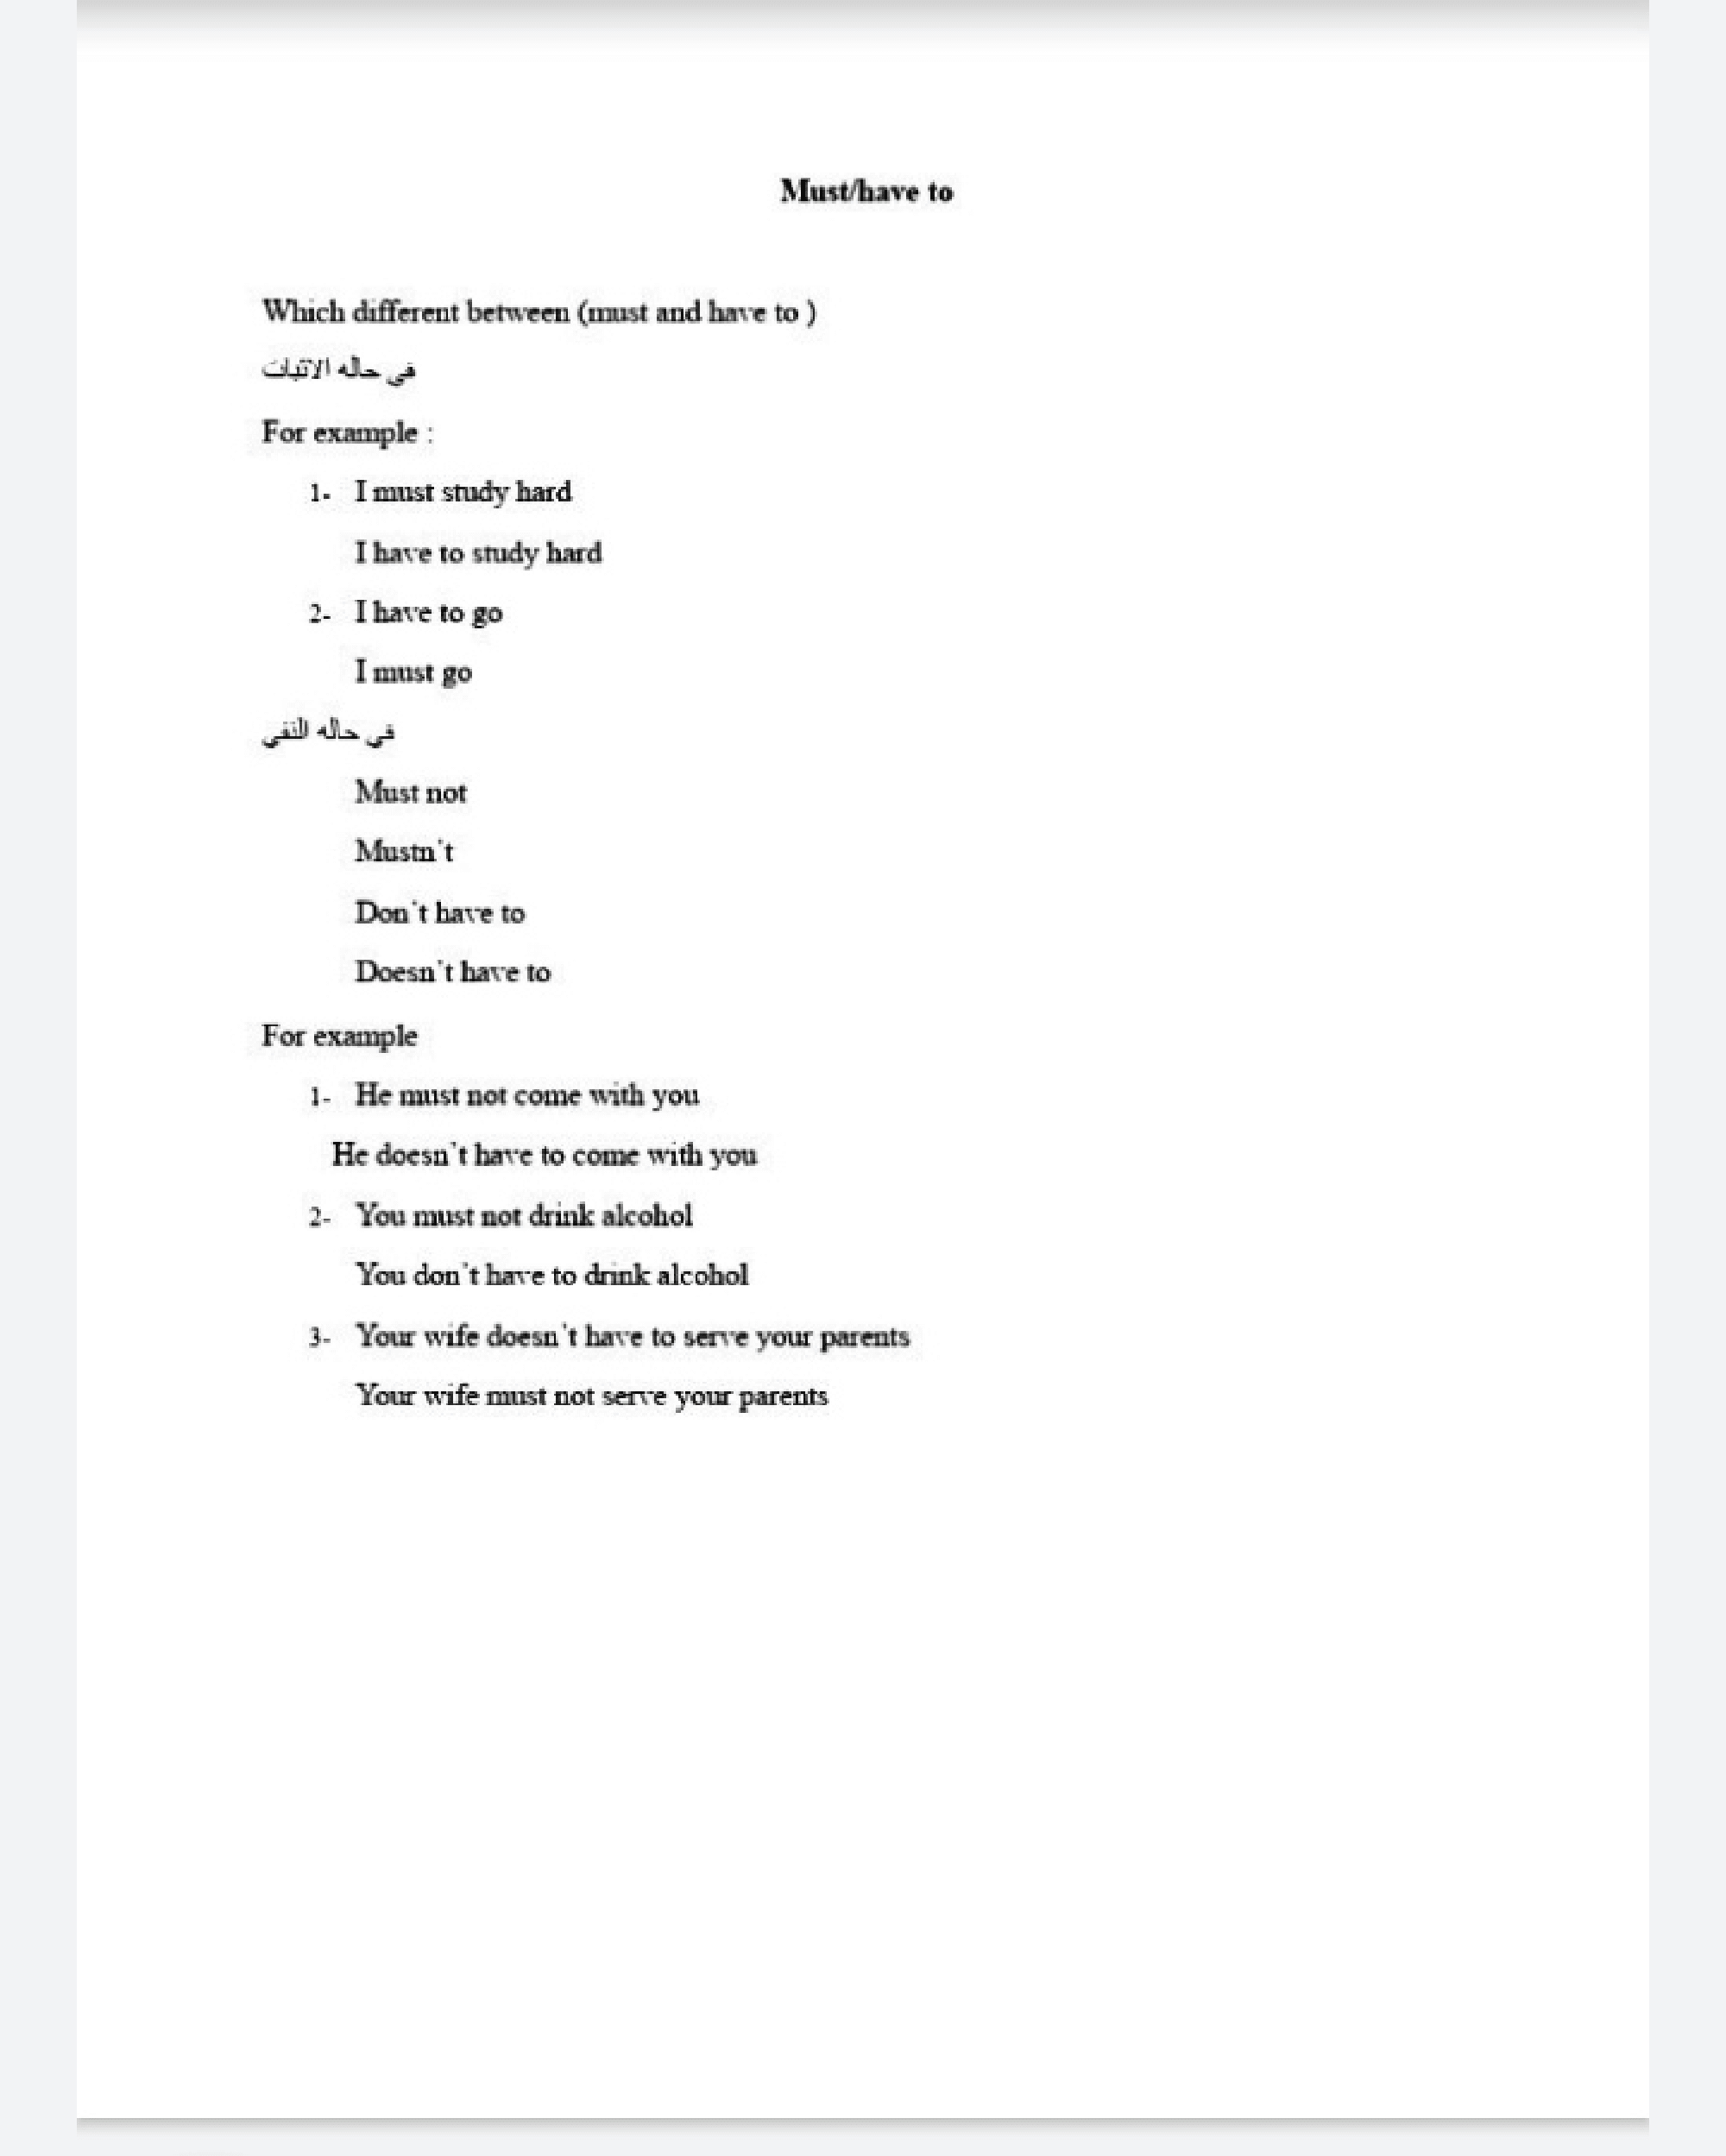 Must/have to
Which different between (must and have to )
في حاله الاثبات
For example :
1- I must study hard
I have to study hard
2- I have to go
I must go
في حاله النفي
Must not
Mustn't
Don't have to
Doesn't have to
For example
1- He must not come with you
He doesn't have to come with you
2- You must not drink alcohol
You don't have to drink alcohol
3- Your wife doesn't have to serve your parents
Your wife must not serve your parents